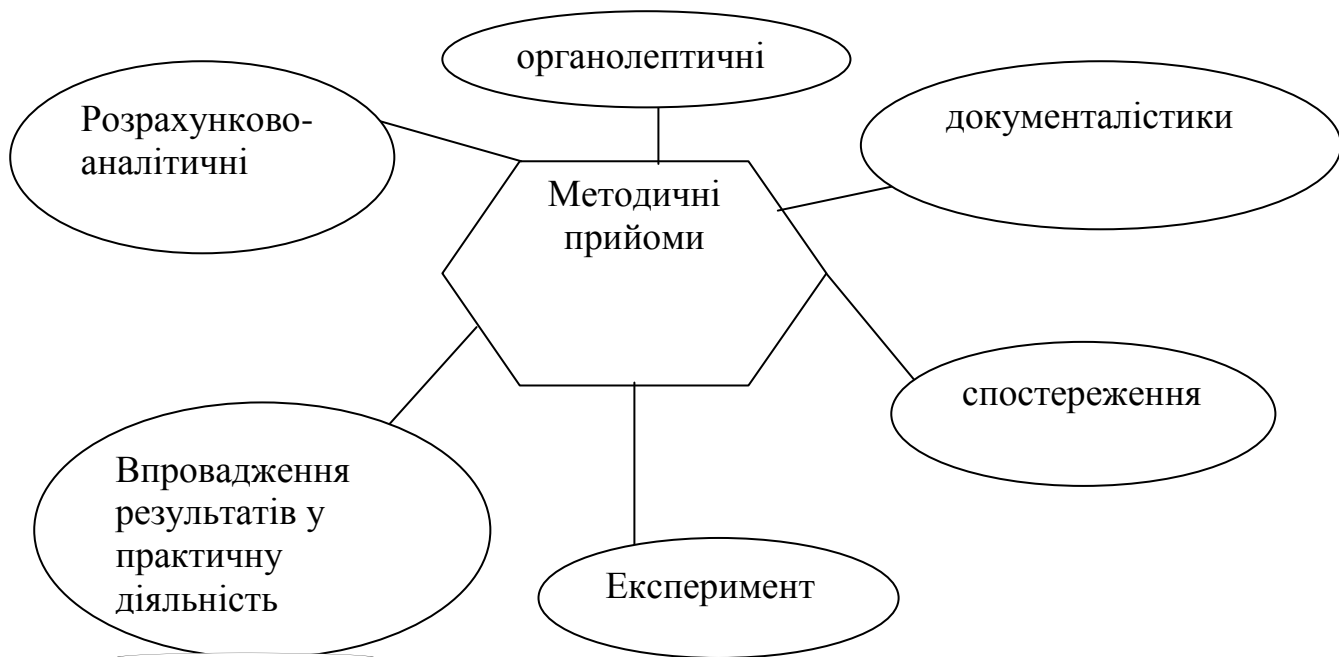 органолептичні
Розрахунково-
аналітичні
документалістики
Методичні
прийоми
спостереження
Впровадження
результатів у
практичну
діяльність
Експеримент